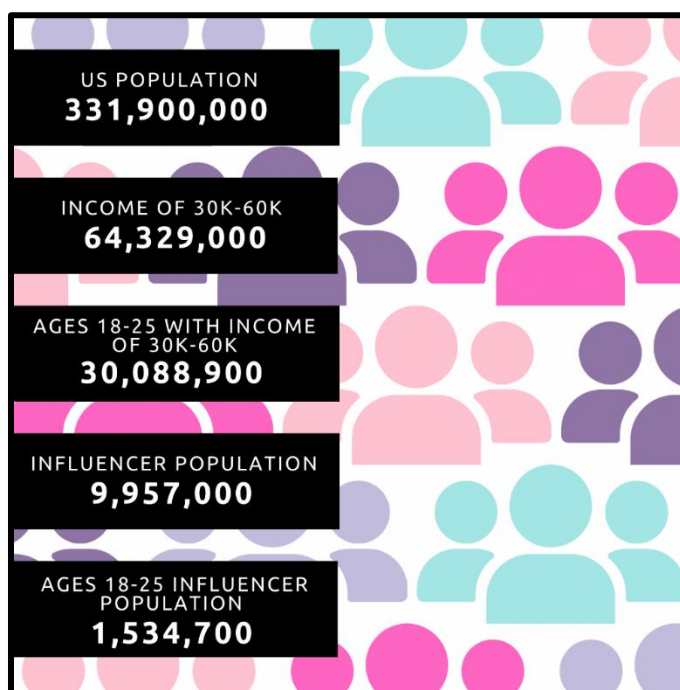 US POPULATION
331,900,000
INCOME OF 30K-60K
64,329,000
AGES 18-25 WITH INCOME
OF 30K-60K
30,088,900
INFLUENCER POPULATION
9,957,000
AGES 18-25 INFLUENCER
POPULATION
1,534,700